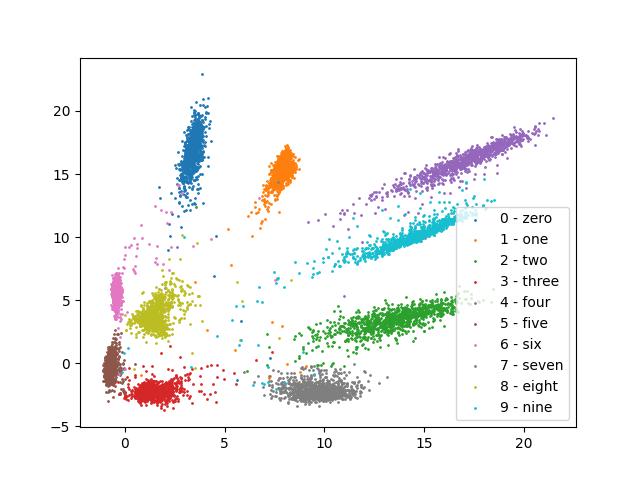 20
15
10
5
0
−5
0
5
10
15
20
0 - zero
1 - one
2 - two
3 - three
4 - four
5 - five
6 - six
7 - seven
8 - eight
9 - nine